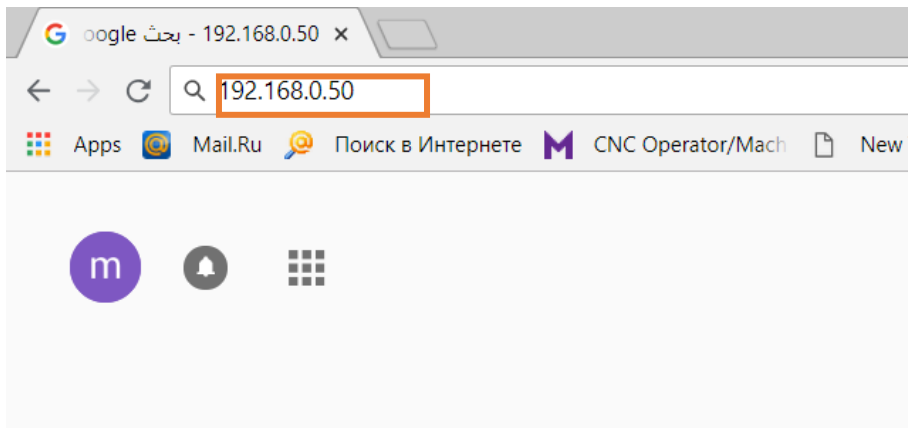 192.168.0.50 - بحث oogle
192.168.0.50
Apps Mail.Ru Поиск в Интернете M CNC Operator/Mach New
m